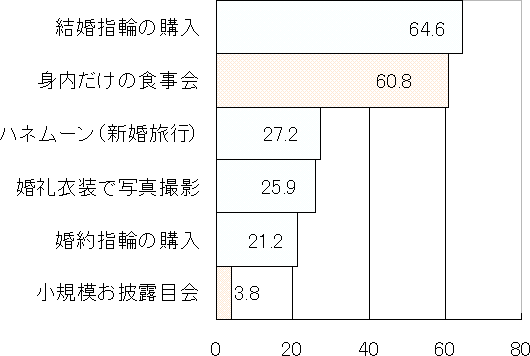 結婚指輪の購入 64.6
身内だけの食事会 60.8
ハネムーン（新婚旅行） 27.2
婚礼衣装で写真撮影 25.9
婚約指輪の購入 21.2
小規模お披露目会 3.8
0 20 40 60 80